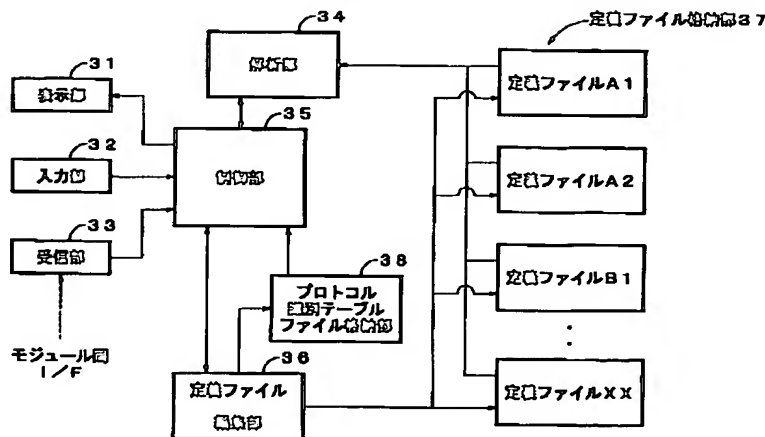 34
定義ファイル格納部37
31
解析部
定義ファイルA1
表示部
35
32
入力部
制御部
定義ファイルA2
33
受信部
38
定義ファイルB1
プロトコル
識別テーブル
ファイル格納部
モジュール間
I/F
36
定義ファイル
編集部
定義ファイルXX